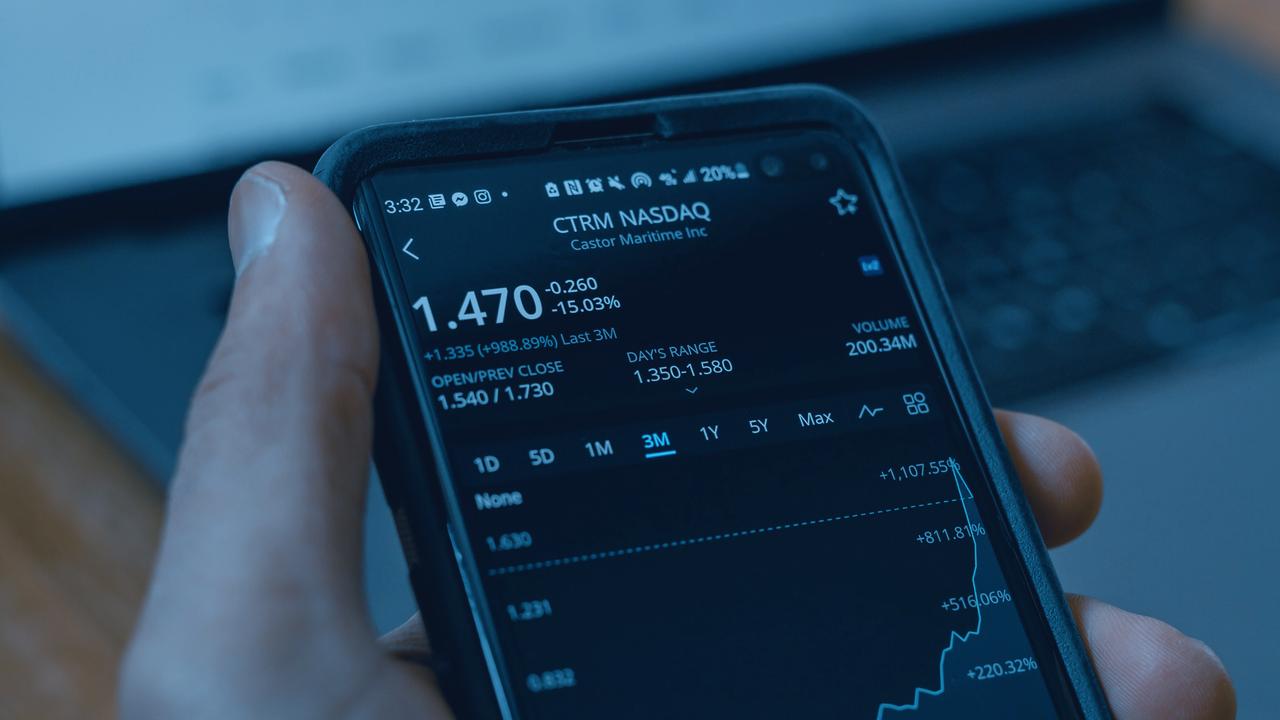 3:32 20%
CTRM NASDAQ
Castor Maritime Inc
1.470 -0.260
-15.03%
+1.335 (+988.89%) Last 3M
OPEN/PREV CLOSE DAY'S RANGE VOLUME
1.540 / 1.730 1.350-1.580 200.34M
1D 5D 1M 3M 1Y 5Y Max
None
+1,107.55%
1.630
+811.81%
1.231
+516.06%
0.832
+220.32%